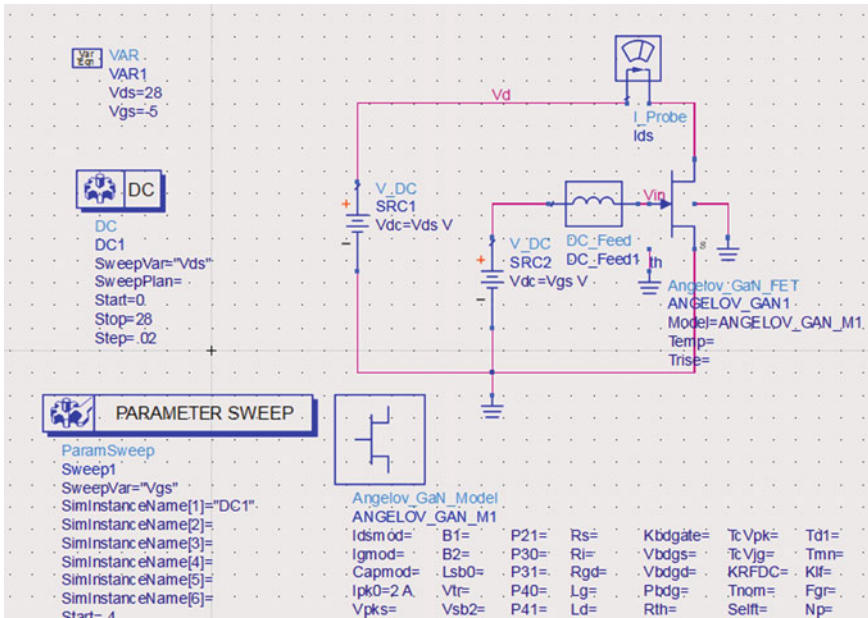 Var
Eqn
VAR
VAR1
Vds=28
Vgs=-5
DC
DC
DC1
SweepVar="Vds"
SweepPlan=
Start=0
Stop=28
Step=.02
Vd
I_Probe
Ids
V_DC
SRC1
Vdc=Vds V
V_DC
SRC2
Vdc=Vgs V
DC_Feed
DC_Feed1
Vin
s
th
Angelov_GaN_FET
ANGELOV_GAN1
Model=ANGELOV_GAN_M1
Temp=
Trise=
PARAMETER SWEEP
ParamSweep
Sweep1
SweepVar="Vgs"
SimInstanceName[1]="DC1"
SimInstanceName[2]=
SimInstanceName[3]=
SimInstanceName[4]=
SimInstanceName[5]=
SimInstanceName[6]=
Angelov_GaN_Model
ANGELOV_GAN_M1
Idsmod= B1= P21= Rs= Kbdgate= TcVpk= Td1=
Igmod= B2= P30= Ri= Vbdgs= TcVjg= Tmn=
Capmod= Lsb0= P31= Rgd= Vbdgd= KRFDC= Klf=
Ipk0=2 A Vtr= P40= Lg= Pbdg= Tnom= Fgr=
Vpks= Vsb2= P41= Ld= Rth= Selft= Np=